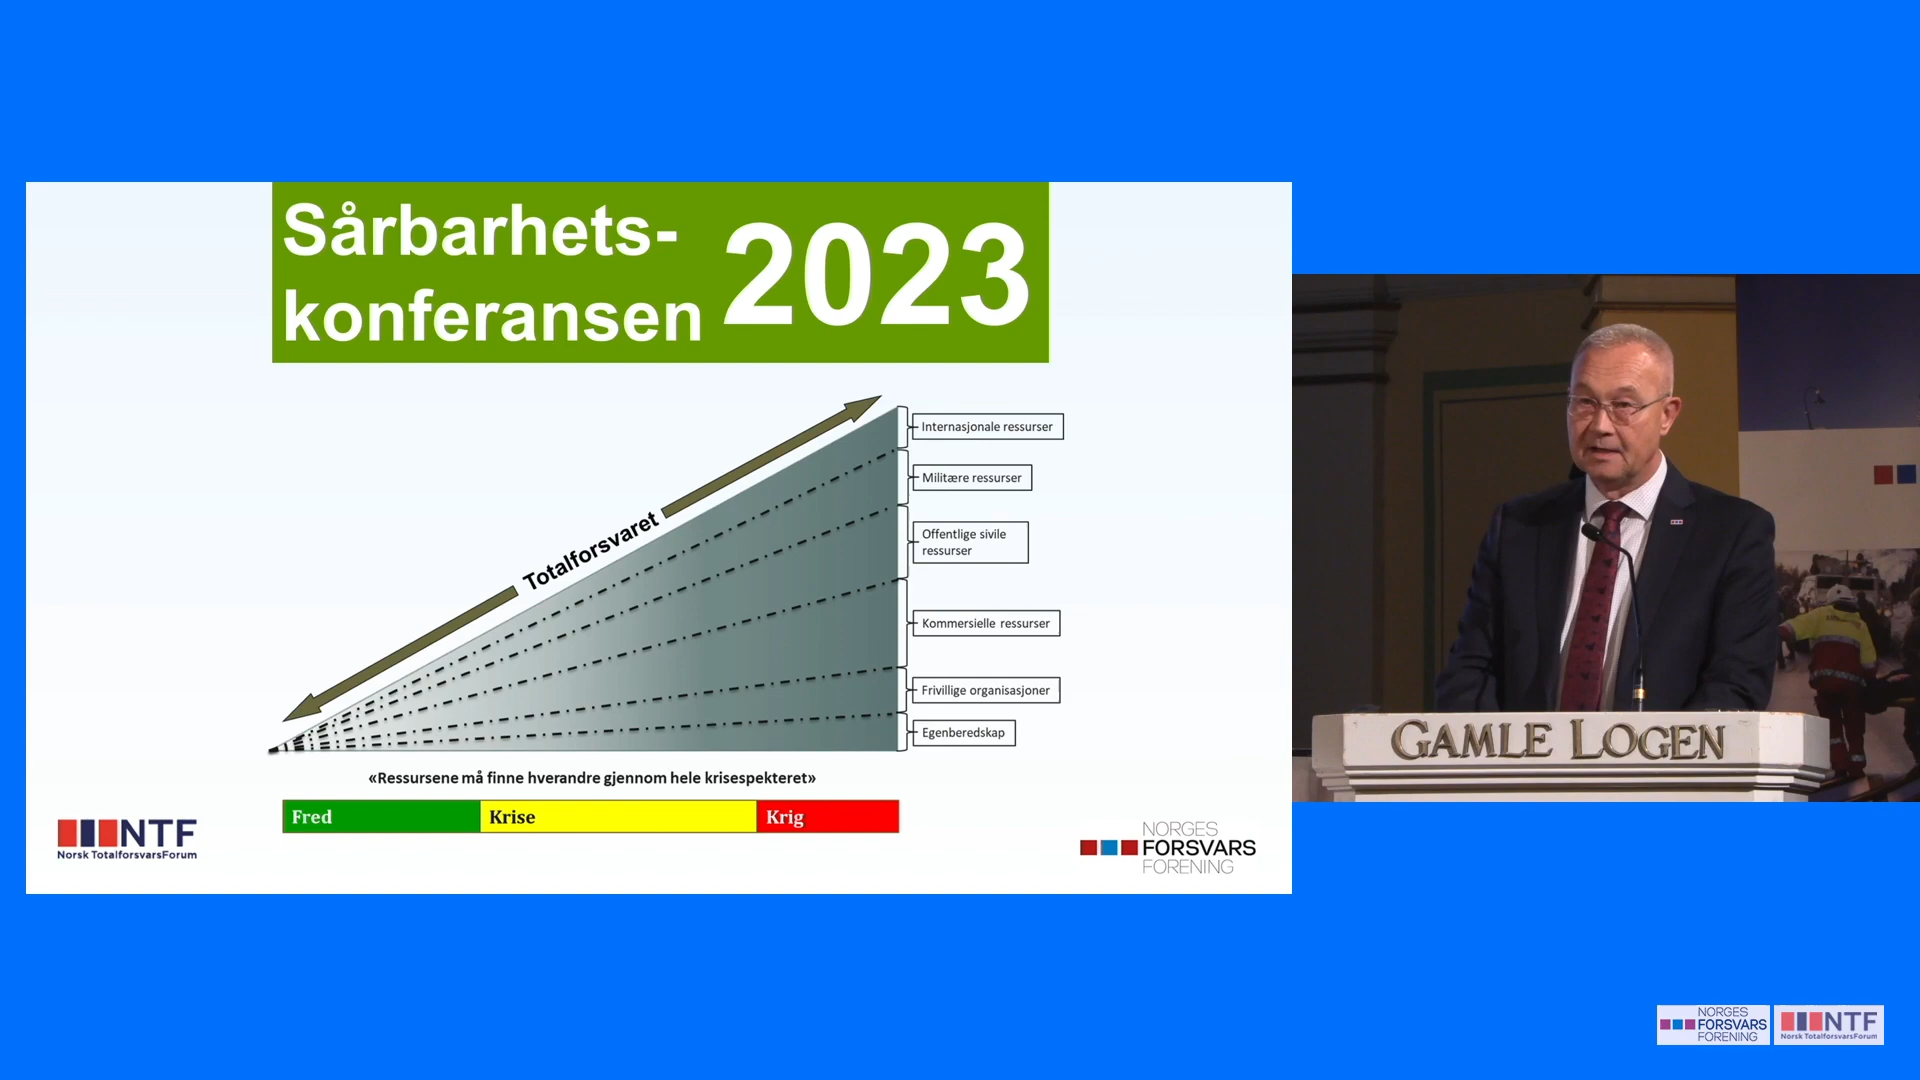 Sårbarhets-
konferansen
2023
Totalforsvaret
Internasjonale ressurser
Militære ressurser
Offentlige sivile
ressurser
Kommersielle ressurser
Frivillige organisasjoner
Egenberedskap
«Ressursene må finne hverandre gjennom hele krisespekteret»
Fred
Krise
Krig
NTF
Norsk TotalforsvarsForum
NORGES
FORSVARS
FORENING
GAMLE LOGEN
NORGES
FORSVARS
FORENING
NTF
Norsk TotalforsvarsForum